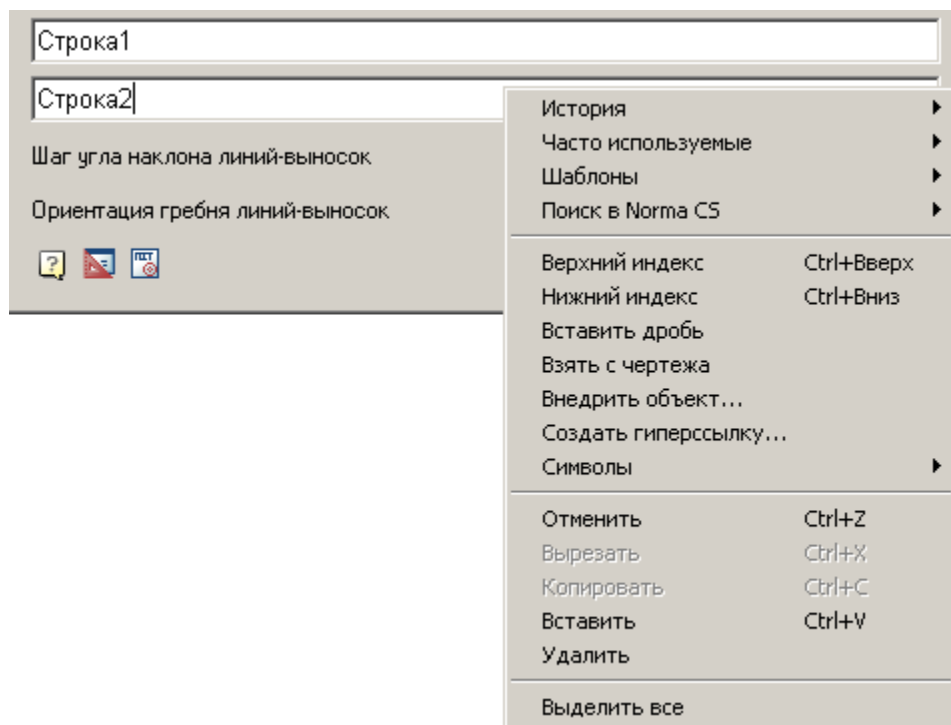 Строка1
Строка2
Шаг угла наклона линий-выносок
Ориентация гребня линий-выносок
История
Часто используемые
Шаблоны
Поиск в Norma CS
Верхний индекс Ctrl+Вверх
Нижний индекс Ctrl+Вниз
Вставить дробь
Взять с чертежа
Внедрить объект...
Создать гиперссылку...
Символы
Отменить Ctrl+Z
Вырезать Ctrl+X
Копировать Ctrl+C
Вставить Ctrl+V
Удалить
Выделить все